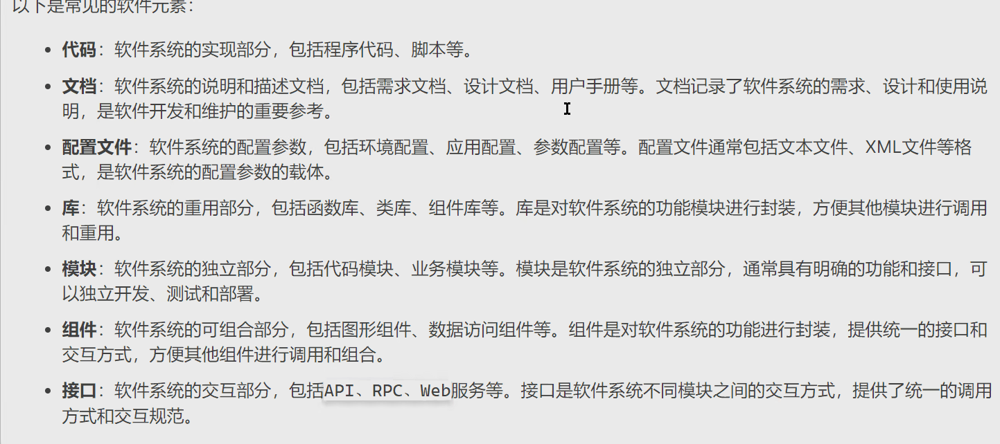 以下是常见的软件元素：
代码：软件系统的实现部分，包括程序代码、脚本等。
文档：软件系统的说明和描述文档，包括需求文档、设计文档、用户手册等。文档记录了软件系统的需求、设计和使用说
明，是软件开发和维护的重要参考。
配置文件：软件系统的配置参数，包括环境配置、应用配置、参数配置等。配置文件通常包括文本文件、XML文件等格
式，是软件系统的配置参数的载体。
库：软件系统的重用部分，包括函数库、类库、组件库等。库是对软件系统的功能模块进行封装，方便其他模块进行调用
和重用。
模块：软件系统的独立部分，包括代码模块、业务模块等。模块是软件系统的独立部分，通常具有明确的功能和接口，可
以独立开发、测试和部署。
组件：软件系统的可组合部分，包括图形组件、数据访问组件等。组件是对软件系统的功能进行封装，提供统一的接口和
交互方式，方便其他组件进行调用和组合。
接口：软件系统的交互部分，包括API、RPC、Web服务等。接口是软件系统不同模块之间的交互方式，提供了统一的调用
方式和交互规范。